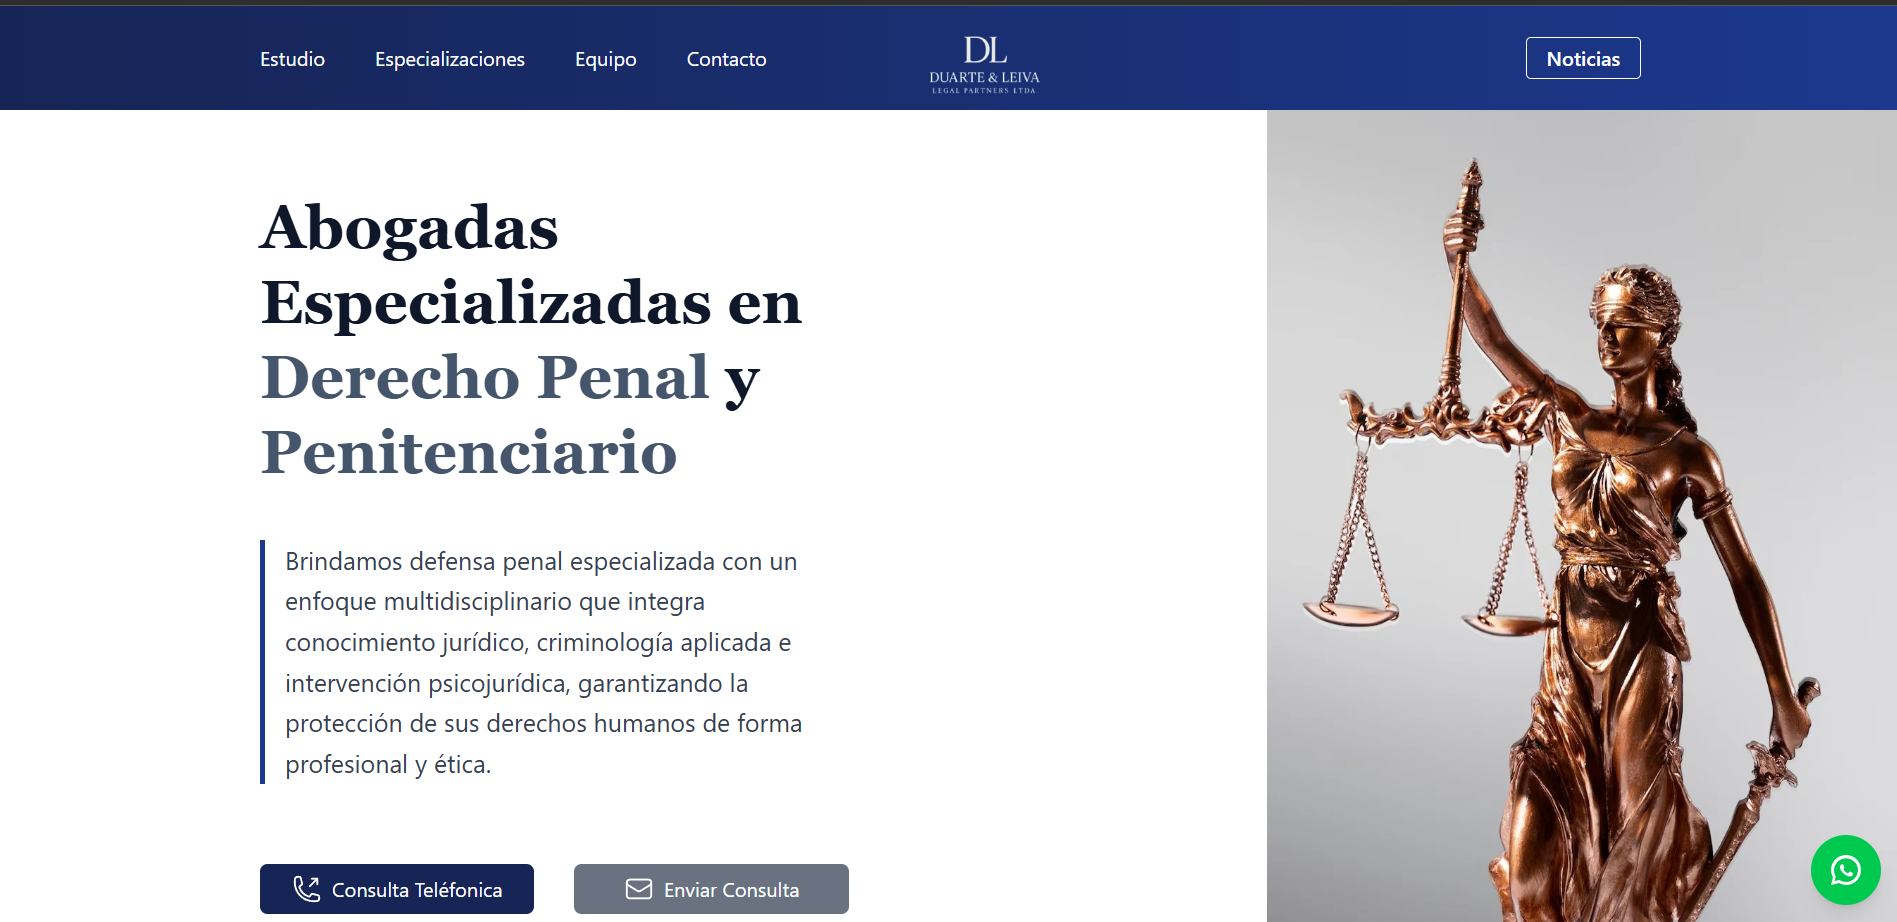 Estudio
Especializaciones
Equipo
Contacto
DL
DUARTE & LEIVA
LEGAL PARTNERS LTDA.
Noticias
Abogadas
Especializadas en
Derecho Penal y
Penitenciario
Brindamos defensa penal especializada con un
enfoque multidisciplinario que integra
conocimiento jurídico, criminología aplicada e
intervención psicojurídica, garantizando la
protección de sus derechos humanos de forma
profesional y ética.
Consulta Teléfonica
Enviar Consulta